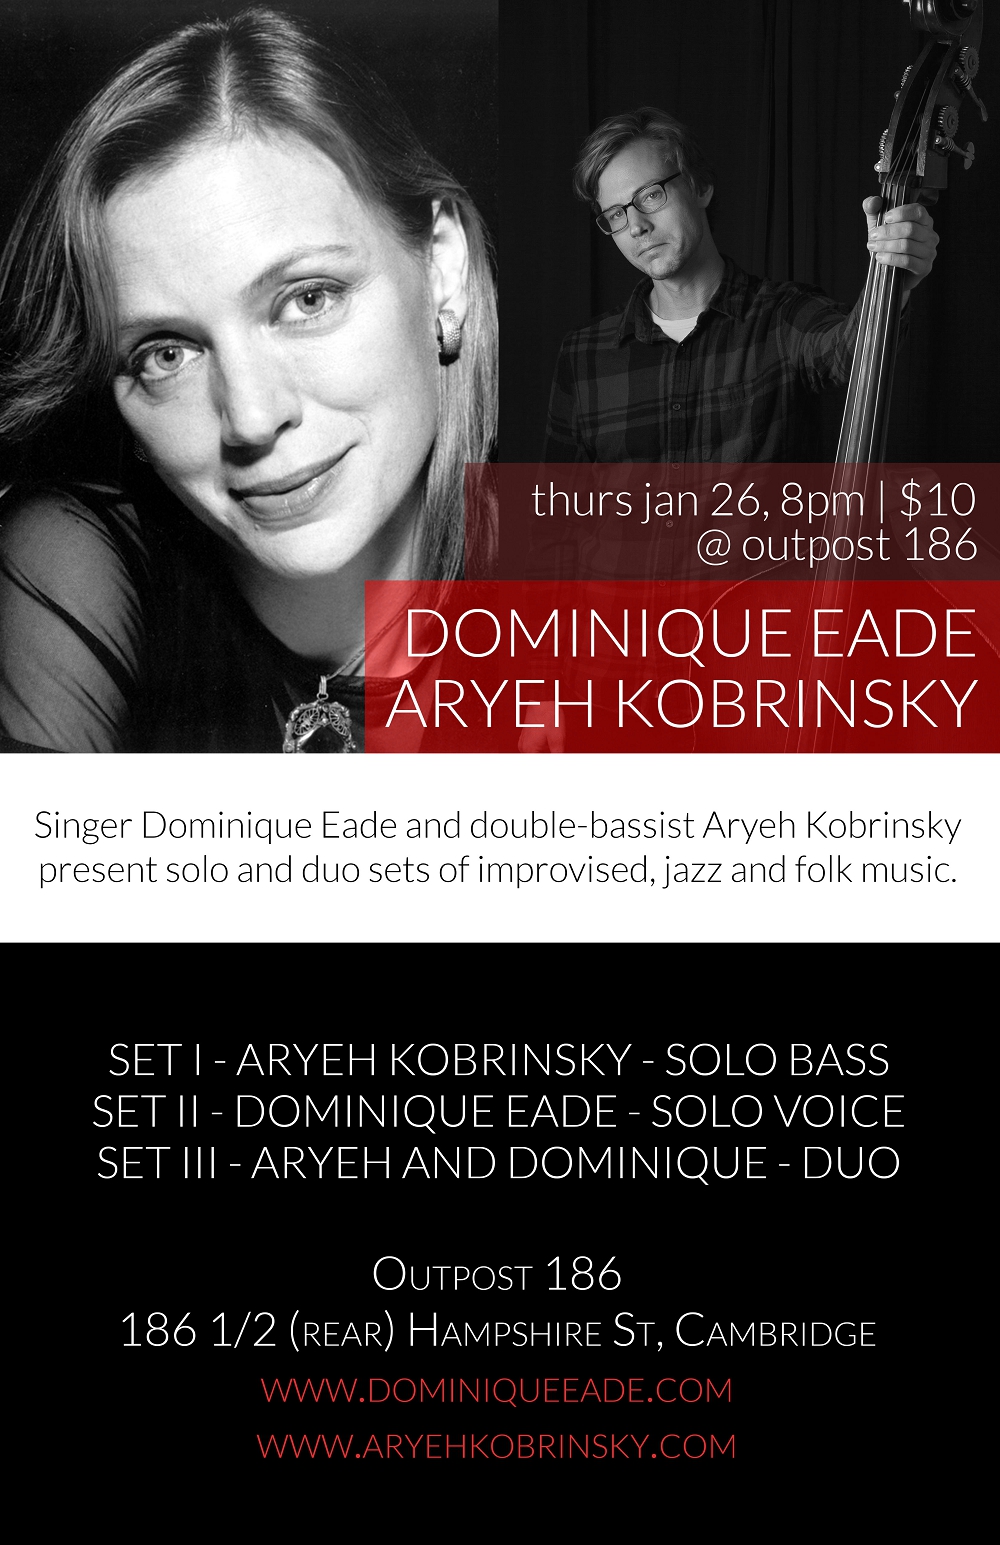 thurs jan 26, 8pm | $10
@ outpost 186
DOMINIQUE EADE
ARYEH KOBRINSKY
Singer Dominique Eade and double-bassist Aryeh Kobrinsky
present solo and duo sets of improvised, jazz and folk music.
SET I - ARYEH KOBRINSKY - SOLO BASS
SET II - DOMINIQUE EADE - SOLO VOICE
SET III - ARYEH AND DOMINIQUE - DUO
OUTPOST 186
186 1/2 (REAR) HAMPSHIRE ST, CAMBRIDGE
WWW.DOMINIQUEEADE.COM
WWW.ARYEHKOBRINSKY.COM